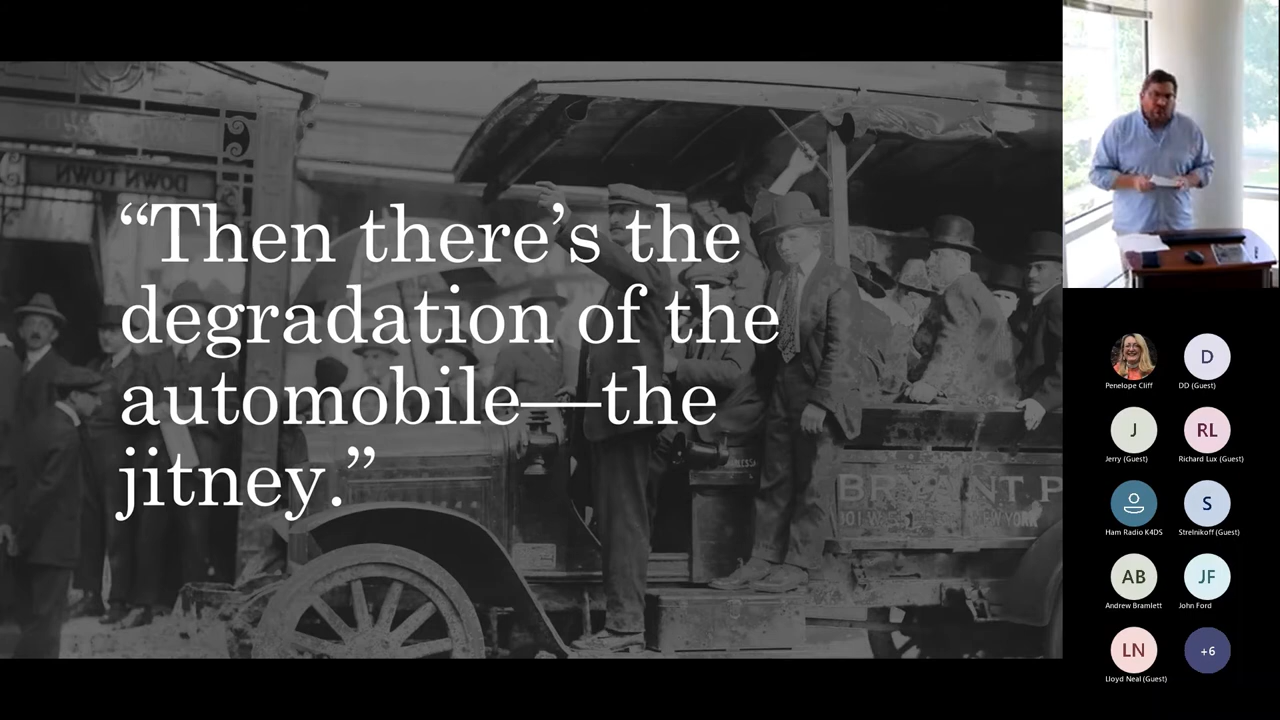 “Then there’s the
degradation of the
automobile—the
jitney.”
DOWN TOWN
BRYANT P
NEW YORK
Penelope Cliff
D
DD (Guest)
J
Jerry (Guest)
RL
Richard Lux (Guest)
Ham Radio K4DS
S
Strelnikoff (Guest)
AB
Andrew Bramlett
JF
John Ford
LN
Lloyd Neal (Guest)
+6